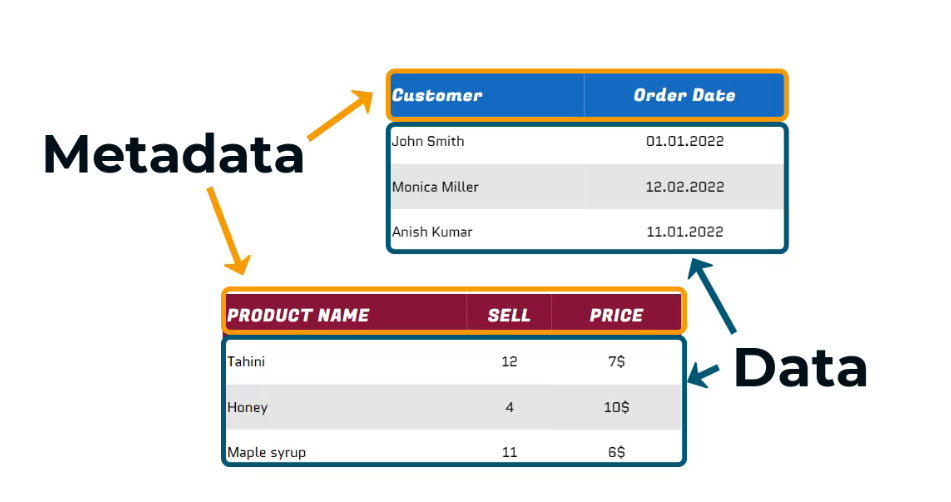 Customer Order Date
Metadata
John Smith 01.01.2022
Monica Miller 12.02.2022
Anish Kumar 11.01.2022
PRODUCT NAME SELL PRICE
Tahini 12 7$
Data
Honey 4 10$
Maple syrup 11 6$